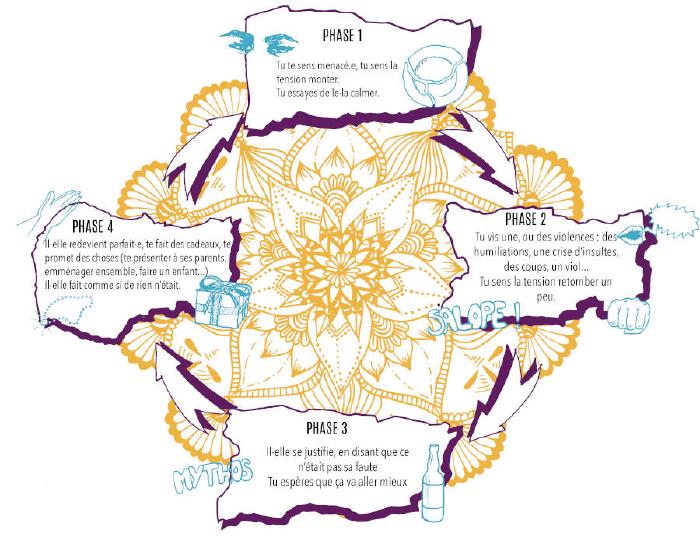 PHASE 1
Tu te sens menacé.e, tu sens la
tension monter.
Tu essayes de le·la calmer.
PHASE 2
Tu vis une, ou des violences : des
humiliations, une crise d'insultes,
des coups, un viol...
Tu sens la tension retomber un
peu.
SALOPE !
PHASE 3
Il-elle se justifie, en disant que ce
n'était pas sa faute
Tu espères que ça va aller mieux
MYTHOS
PHASE 4
Il-elle redevient parfait·e, te fait des cadeaux, te
promet des choses (te présenter à ses parents,
emménager ensemble, faire un enfant...)
Il-elle fait comme si de rien n'était.